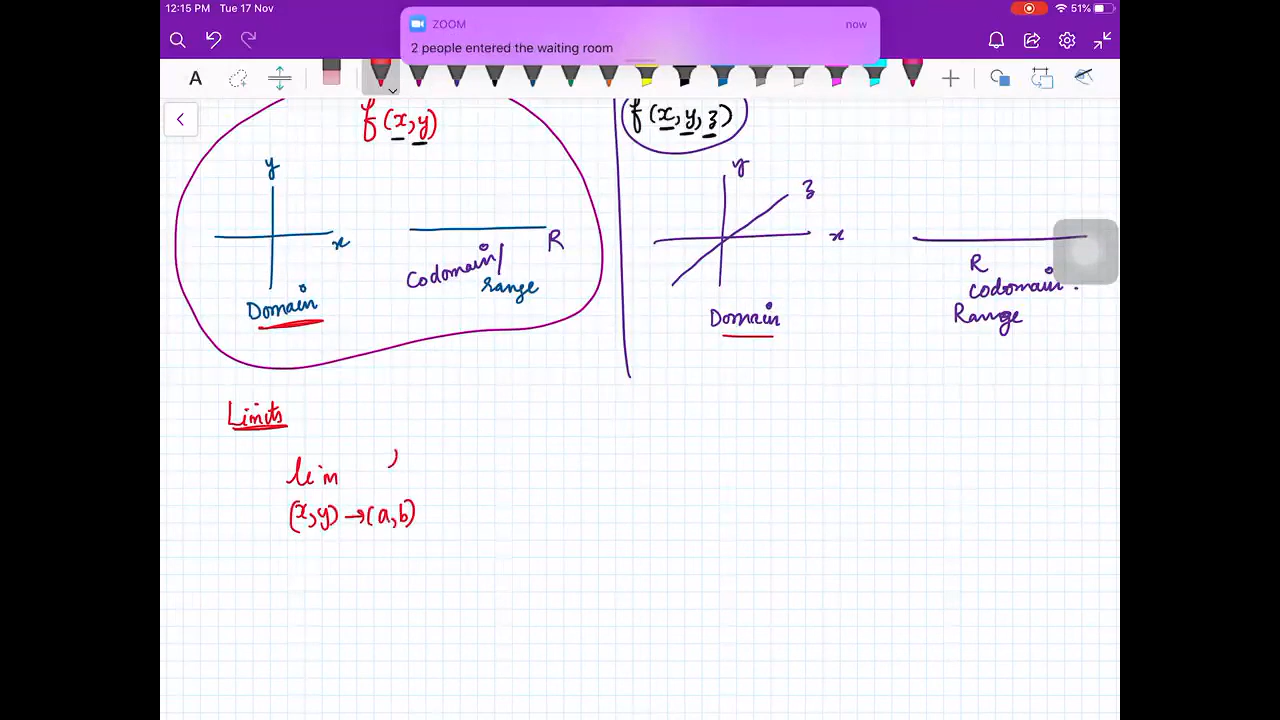 12:15 PM Tue 17 Nov
51%
ZOOM
now
2 people entered the waiting room
A
f(x,y)
y
x
Domain
R
Codomain/
range
f(x,y,z)
y
z
x
Domain
R
codomain.
Range
Limits
lim
(x,y)→(a,b)